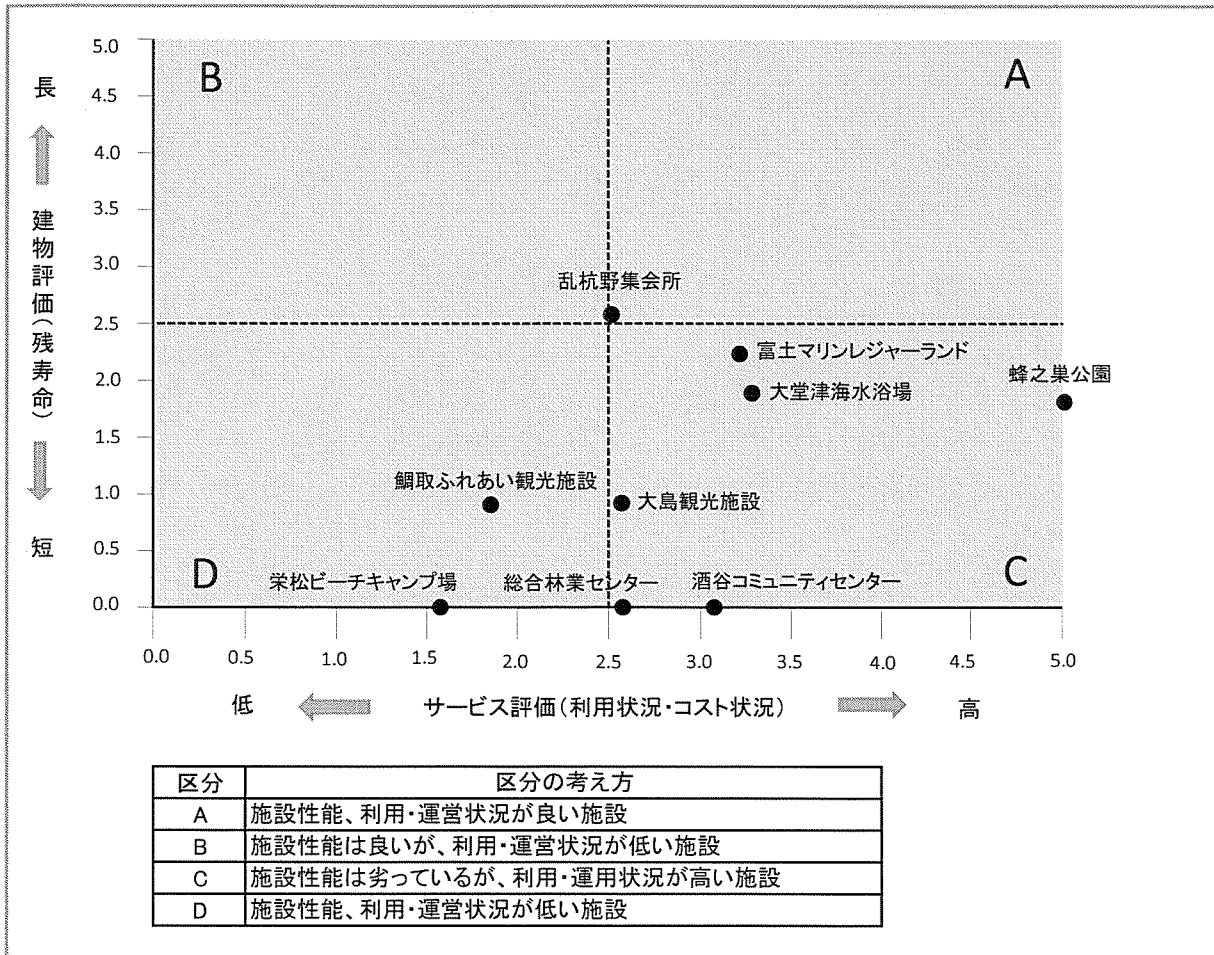 5.0
4.5
4.0
3.5
3.0
2.5
2.0
1.5
1.0
0.5
0.0
長
建物評価(残寿命)
短
B
A
D
C
乱杭野集会所
富土マリンレジャーランド
大堂津海水浴場
蜂之巣公園
鯛取ふれあい観光施設
大島観光施設
栄松ビーチキャンプ場
総合林業センター
酒谷コミュニティセンター
0.0 0.5 1.0 1.5 2.0 2.5 3.0 3.5 4.0 4.5 5.0
低 サービス評価(利用状況・コスト状況) 高
区分 区分の考え方
A 施設性能、利用・運営状況が良い施設
B 施設性能は良いが、利用・運営状況が低い施設
C 施設性能は劣っているが、利用・運用状況が高い施設
D 施設性能、利用・運営状況が低い施設